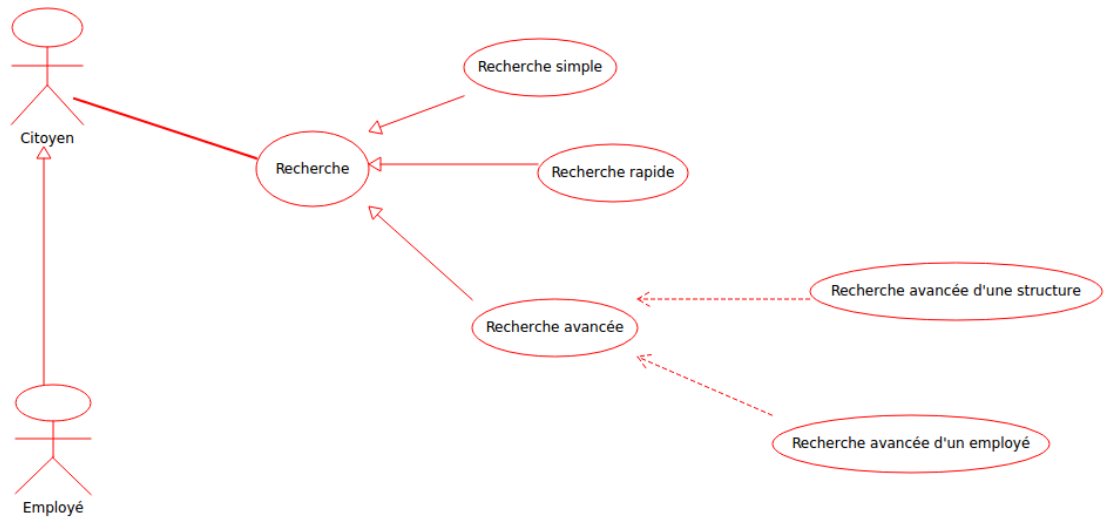 Recherche simple
Citoyen
Recherche
Recherche rapide
Recherche avancée d'une structure
Recherche avancée
Recherche avancée d'un employé
Employé